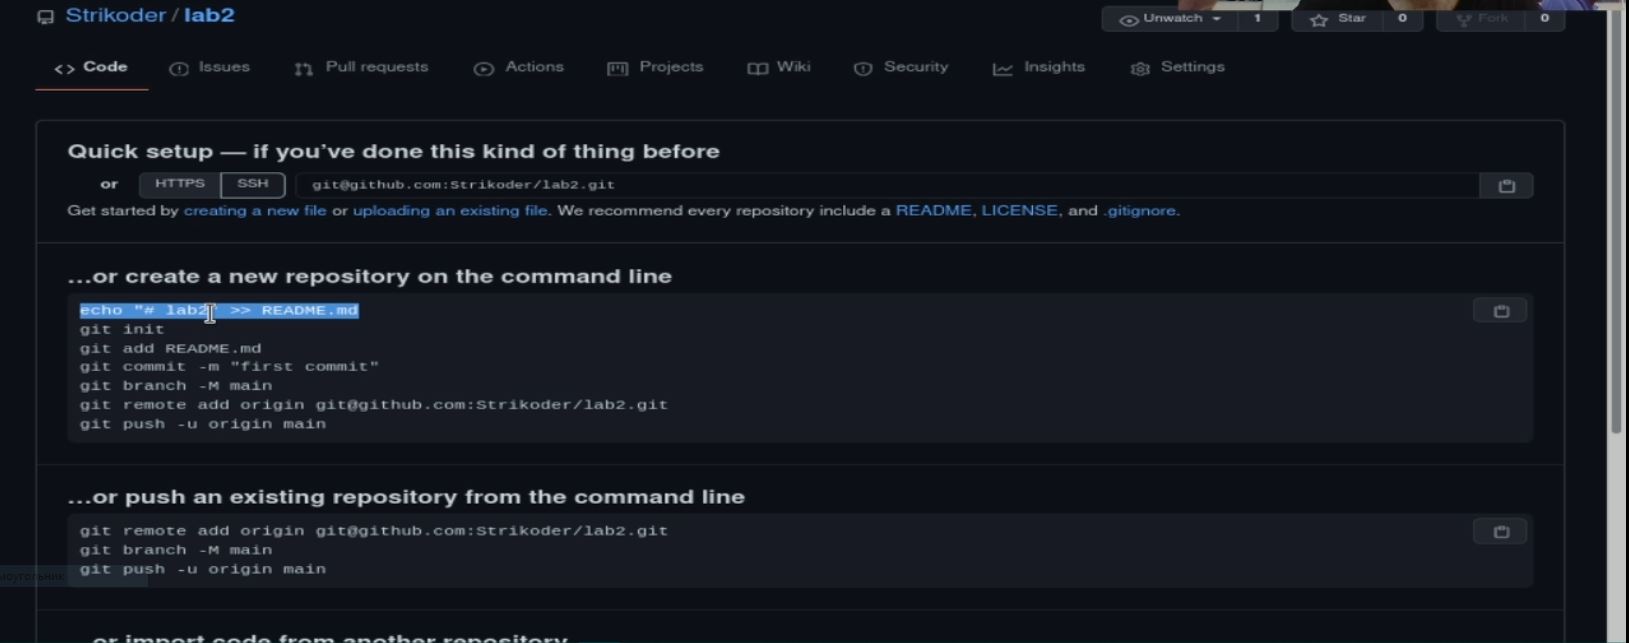 Strikoder / lab2
Unwatch 1 Star 0 Fork 0
Code Issues Pull requests Actions Projects Wiki Security Insights Settings
Quick setup — if you've done this kind of thing before
or HTTPS SSH git@github.com:Strikoder/lab2.git
Get started by creating a new file or uploading an existing file. We recommend every repository include a README, LICENSE, and .gitignore.
…or create a new repository on the command line
echo "# lab2" >> README.md
git init
git add README.md
git commit -m "first commit"
git branch -M main
git remote add origin git@github.com:Strikoder/lab2.git
git push -u origin main
…or push an existing repository from the command line
git remote add origin git@github.com:Strikoder/lab2.git
git branch -M main
git push -u origin main
…or import code from another repository